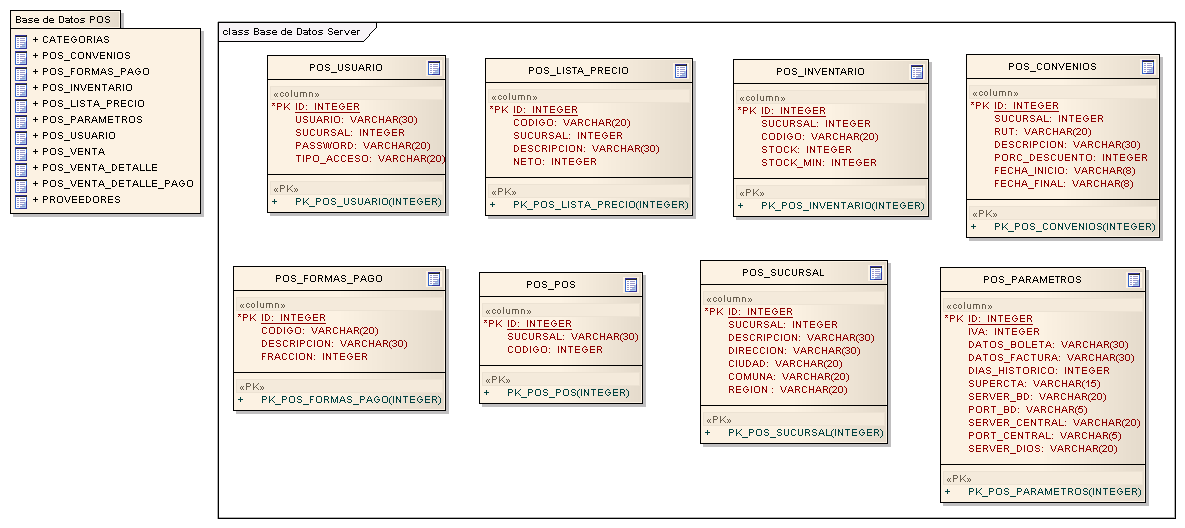 Base de Datos POS
+ CATEGORIAS
+ POS_CONVENIOS
+ POS_FORMAS_PAGO
+ POS_INVENTARIO
+ POS_LISTA_PRECIO
+ POS_PARAMETROS
+ POS_USUARIO
+ POS_VENTA
+ POS_VENTA_DETALLE
+ POS_VENTA_DETALLE_PAGO
+ PROVEEDORES
class Base de Datos Server
POS_USUARIO
«column»
*PK ID: INTEGER
USUARIO: VARCHAR(30)
SUCURSAL: INTEGER
PASSWORD: VARCHAR(20)
TIPO_ACCESO: VARCHAR(20)
«PK»
+ PK_POS_USUARIO(INTEGER)
POS_LISTA_PRECIO
«column»
*PK ID: INTEGER
CODIGO: VARCHAR(20)
SUCURSAL: INTEGER
DESCRIPCION: VARCHAR(30)
NETO: INTEGER
«PK»
+ PK_POS_LISTA_PRECIO(INTEGER)
POS_INVENTARIO
«column»
*PK ID: INTEGER
SUCURSAL: INTEGER
CODIGO: VARCHAR(20)
STOCK: INTEGER
STOCK_MIN: INTEGER
«PK»
+ PK_POS_INVENTARIO(INTEGER)
POS_CONVENIOS
«column»
*PK ID: INTEGER
SUCURSAL: INTEGER
RUT: VARCHAR(20)
DESCRIPCION: VARCHAR(30)
PORC_DESCUENTO: INTEGER
FECHA_INICIO: VARCHAR(8)
FECHA_FINAL: VARCHAR(8)
«PK»
+ PK_POS_CONVENIOS(INTEGER)
POS_FORMAS_PAGO
«column»
*PK ID: INTEGER
CODIGO: VARCHAR(20)
DESCRIPCION: VARCHAR(30)
FRACCION: INTEGER
«PK»
+ PK_POS_FORMAS_PAGO(INTEGER)
POS_POS
«column»
*PK ID: INTEGER
SUCURSAL: VARCHAR(30)
CODIGO: INTEGER
«PK»
+ PK_POS_POS(INTEGER)
POS_SUCURSAL
«column»
*PK ID: INTEGER
SUCURSAL: INTEGER
DESCRIPCION: VARCHAR(30)
DIRECCION: VARCHAR(30)
CIUDAD: VARCHAR(20)
COMUNA: VARCHAR(20)
REGION : VARCHAR(20)
«PK»
+ PK_POS_SUCURSAL(INTEGER)
POS_PARAMETROS
«column»
*PK ID: INTEGER
IVA: INTEGER
DATOS_BOLETA: VARCHAR(30)
DATOS_FACTURA: VARCHAR(30)
DIAS_HISTORICO: INTEGER
SUPERCTA: VARCHAR(15)
SERVER_BD: VARCHAR(20)
PORT_BD: VARCHAR(5)
SERVER_CENTRAL: VARCHAR(20)
PORT_CENTRAL: VARCHAR(5)
SERVER_DIOS: VARCHAR(20)
«PK»
+ PK_POS_PARAMETROS(INTEGER)